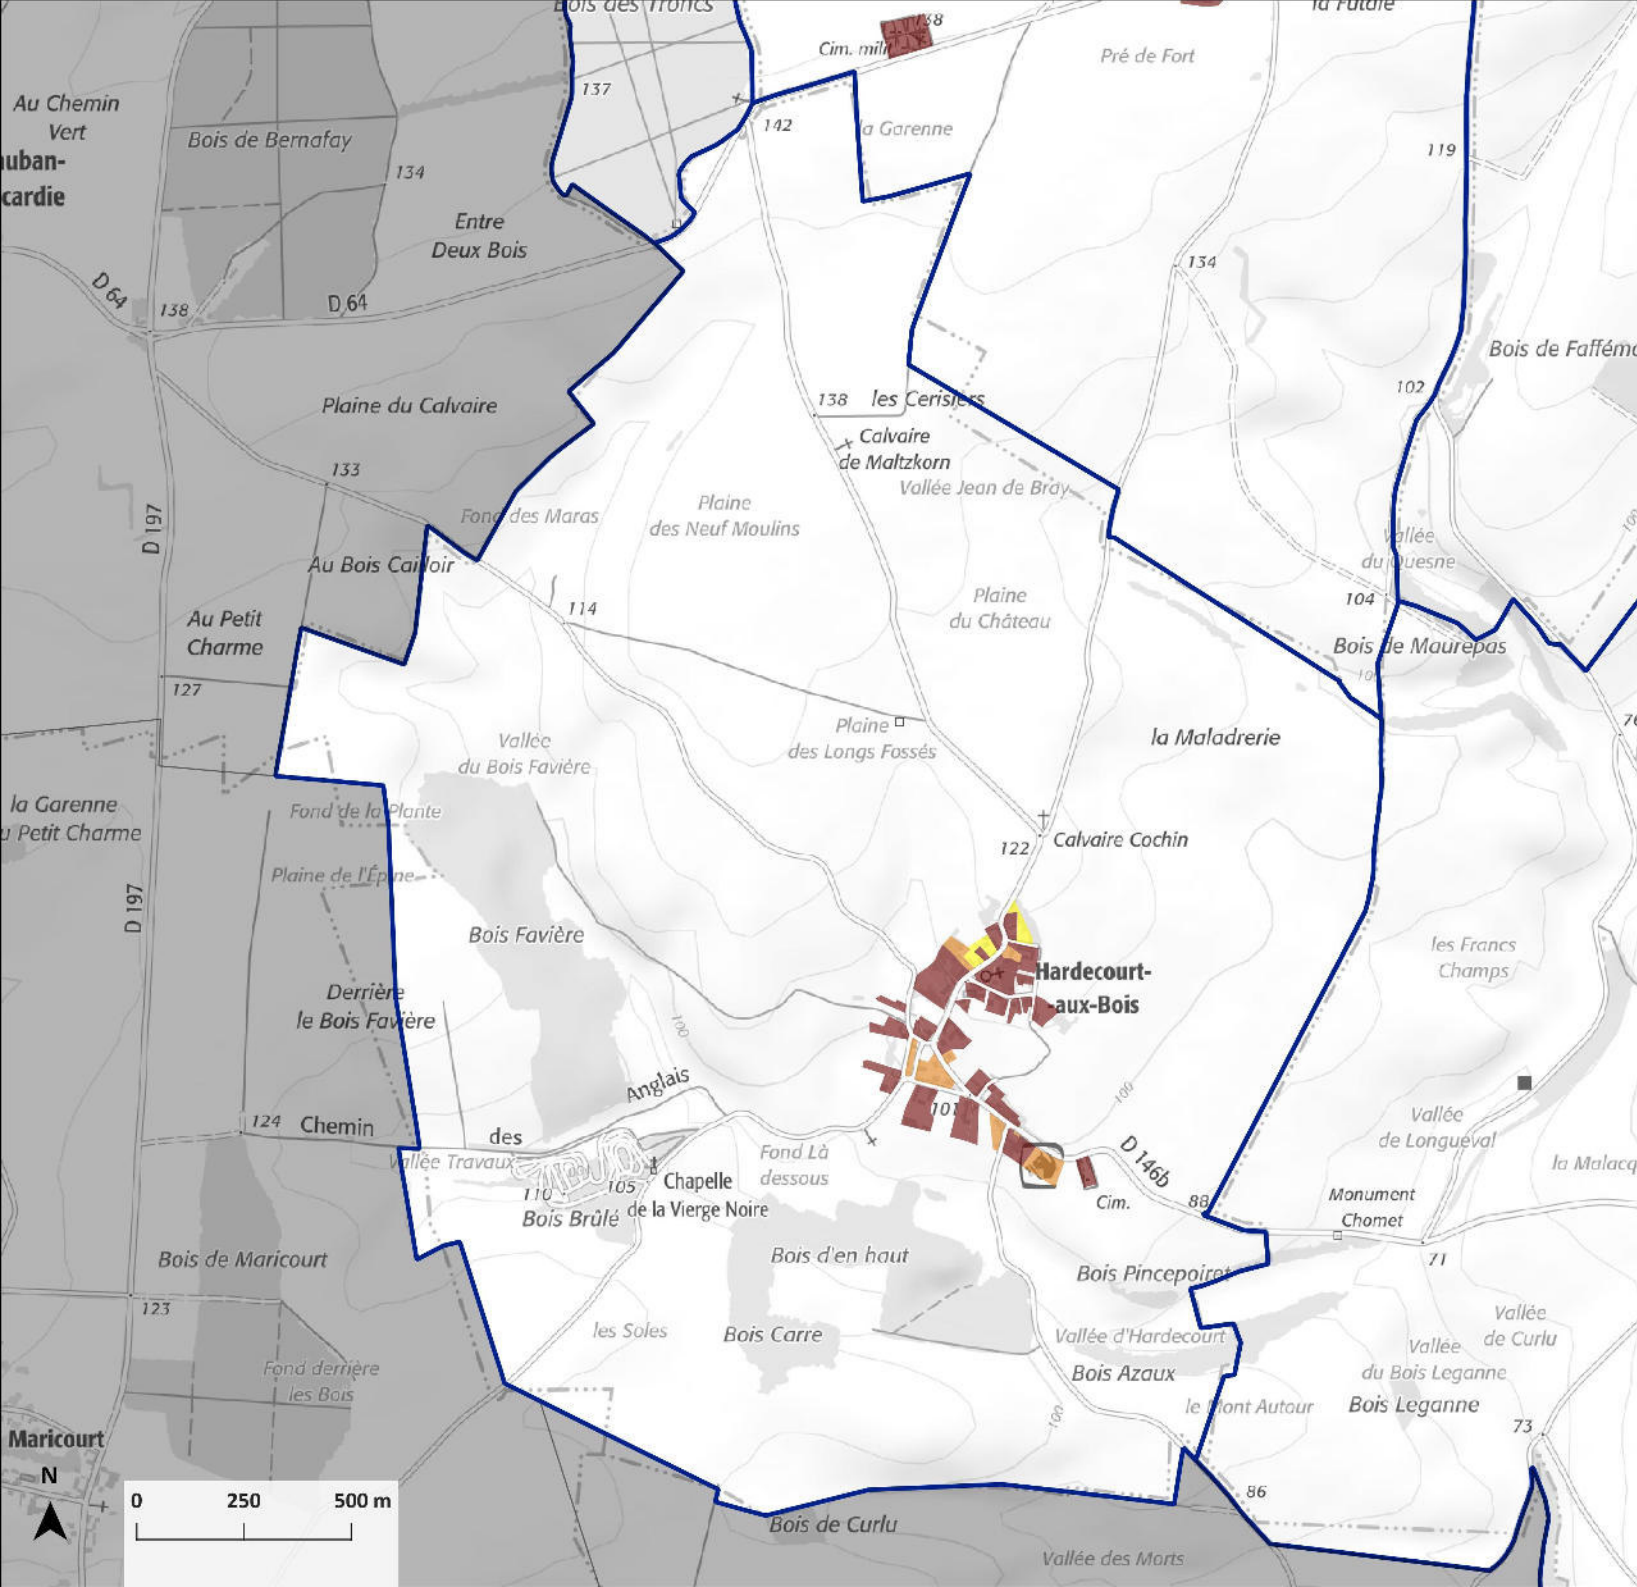 Bois des Troncs
la Futaie
Cim. mili
138
Pré de Fort
137
Au Chemin
Vert
142
la Garenne
Bois de Bernafay
119
auban-
cardie
134
Entre
Deux Bois
134
D 64
138
D 64
Bois de Faffémo
102
Plaine du Calvaire
138
les Cerisiers
Calvaire
de Maltzkorn
133
Vallée Jean de Bray
Plaine
des Neuf Moulins
Fond des Maras
D 197
100
Vallée
du Quesne
Au Bois Cailloir
114
Plaine
du Château
104
Au Petit
Charme
Bois de Maurepas
127
76
Plaine
des Longs Fossés
la Maladrerie
Vallée
du Bois Favière
la Garenne
u Petit Charme
Fond de la Plante
122
Calvaire Cochin
Plaine de l'Épine
D 197
Bois Favière
les Francs
Champs
Hardecourt-
-aux-Bois
Derrière
le Bois Favière
100
Anglais
100
101
124
Chemin
des
Vallée
de Longueval
Vallée Travaux
Fond Là
dessous
D 146b
la Malacq
110
105
Chapelle
de la Vierge Noire
Bois Brûlé
Cim.
88
Monument
Chomet
Bois de Maricourt
Bois d'en haut
71
Bois Pincepoiret
123
les Soles
Bois Carre
Vallée d'Hardecourt
Vallée
de Curlu
Vallée
du Bois Leganne
Fond derrière
les Bois
Bois Azaux
le Mont Autour
Bois Leganne
100
73
Maricourt
N
0
250
500 m
86
Bois de Curlu
Vallée des Morts